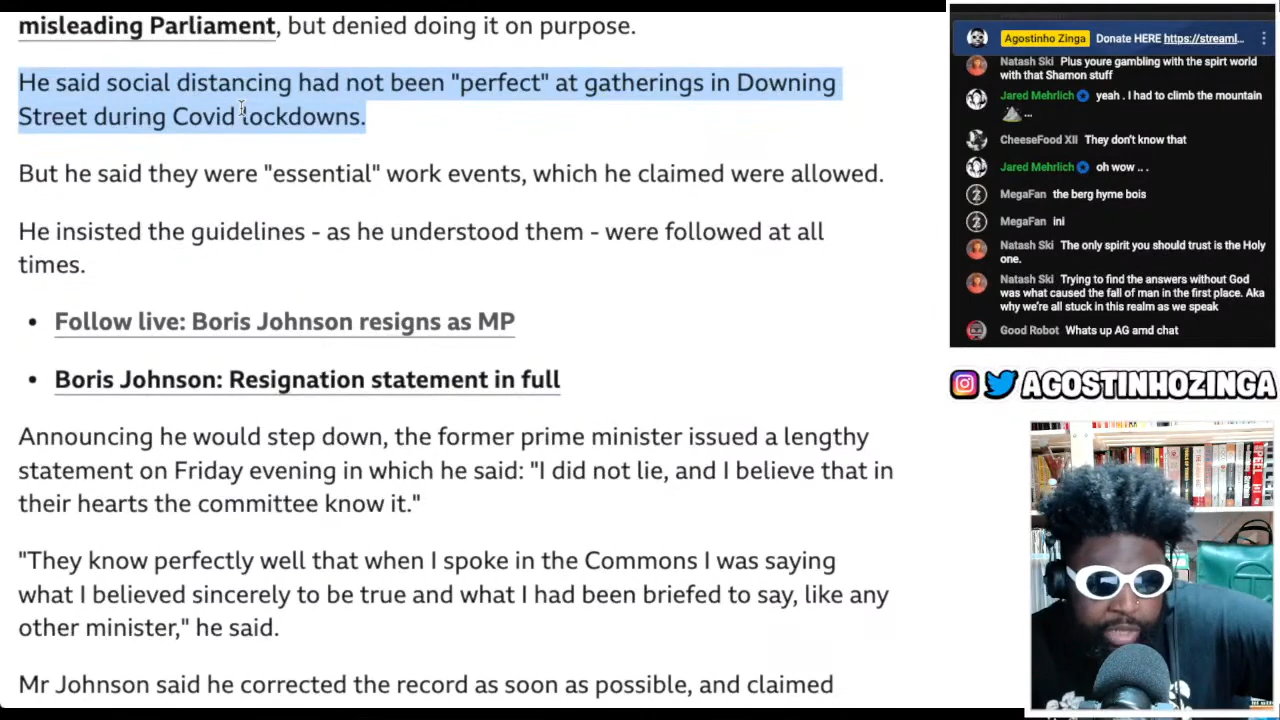 misleading Parliament, but denied doing it on purpose.
He said social distancing had not been "perfect" at gatherings in Downing
Street during Covid lockdowns.
But he said they were "essential" work events, which he claimed were allowed.
He insisted the guidelines - as he understood them - were followed at all
times.
• Follow live: Boris Johnson resigns as MP
• Boris Johnson: Resignation statement in full
Announcing he would step down, the former prime minister issued a lengthy
statement on Friday evening in which he said: "I did not lie, and I believe that in
their hearts the committee know it."
"They know perfectly well that when I spoke in the Commons I was saying
what I believed sincerely to be true and what I had been briefed to say, like any
other minister," he said.
Mr Johnson said he corrected the record as soon as possible, and claimed
Agostinho Zinga Donate HERE https://streaml...
Natash Ski Plus youre gambling with the spirt world
with that Shamon stuff
Jared Mehrlich yeah . I had to climb the mountain
...
CheeseFood XII They don't know that
Jared Mehrlich oh wow .. .
MegaFan the berg hyme bois
MegaFan ini
Natash Ski The only spirit you should trust is the Holy
one.
Natash Ski Trying to find the answers without God
was what caused the fall of man in the first place. Aka
why we're all stuck in this realm as we speak
Good Robot Whats up AG amd chat
AGOSTINHOZINGA